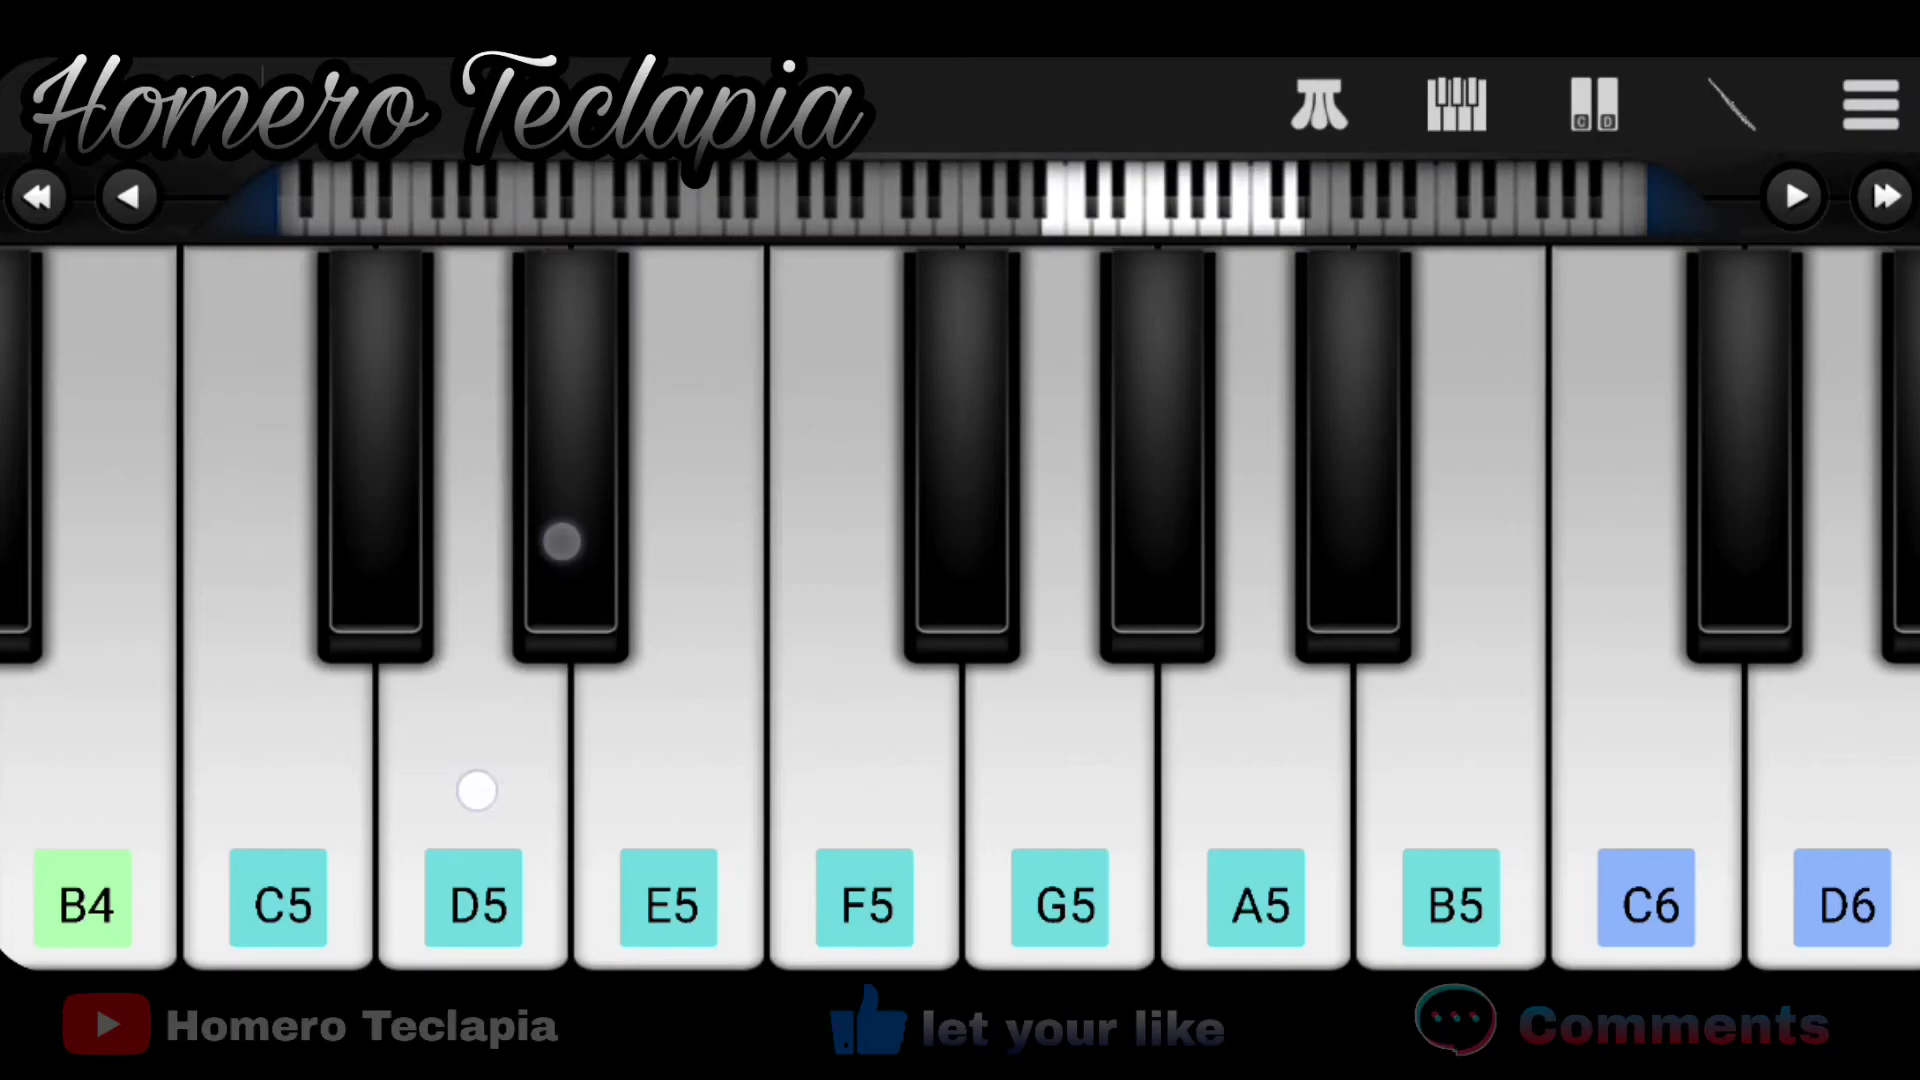 Homero Teclapia
C D
B4 C5 D5 E5 F5 G5 A5 B5 C6 D6
Homero Teclapia let your like Comments